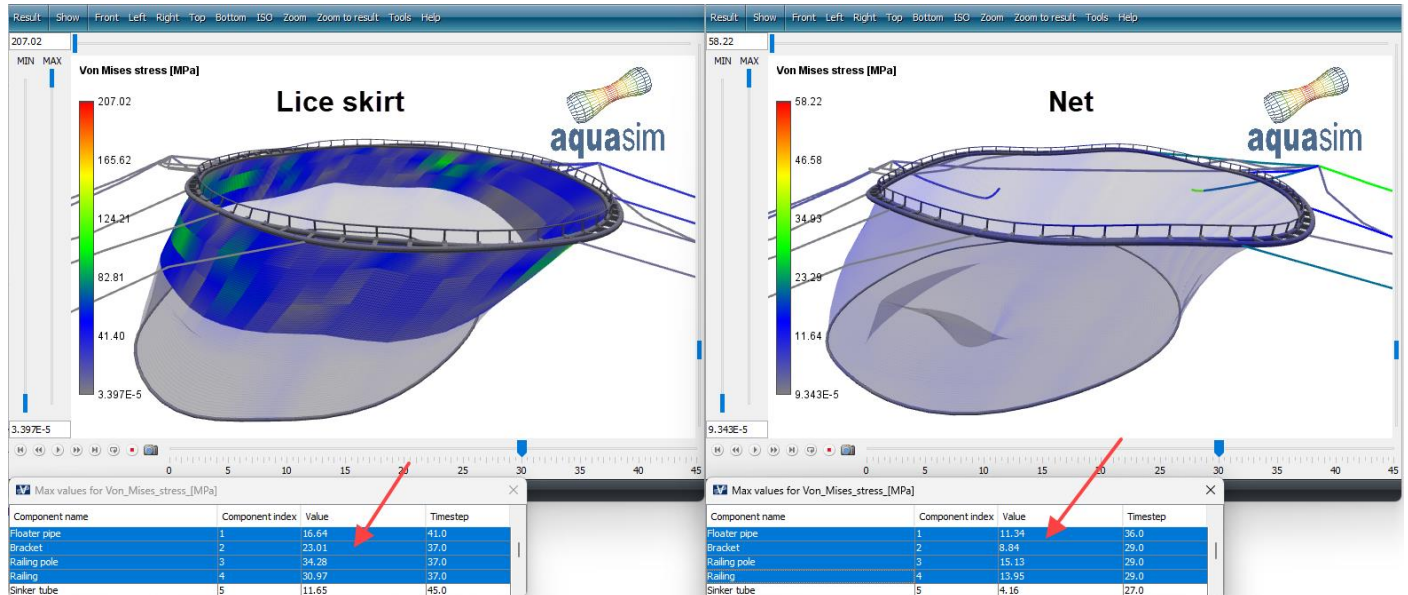 Result Show Front Left Right Top Bottom ISO Zoom Zoom to result Tools Help
207.02
MIN MAX
Von Mises stress [MPa]
Lice skirt
aquasim
207.02
165.62
124.21
82.81
41.40
3.397E-5
3.397E-5
0 5 10 15 20 25 30 35 40 45
Max values for Von_Mises_stress_[MPa]
Component name Component index Value Timestep
Floater pipe 1 16.64 41.0
Bracket 2 23.01 37.0
Railing pole 3 34.28 37.0
Railing 4 30.97 37.0
Sinker tube 5 11.65 45.0
Result Show Front Left Right Top Bottom ISO Zoom Zoom to result Tools Help
58.22
MIN MAX
Von Mises stress [MPa]
Net
aquasim
58.22
46.58
34.93
23.29
11.64
9.343E-5
9.343E-5
0 5 10 15 20 25 30 35 40 45
Max values for Von_Mises_stress_[MPa]
Component name Component index Value Timestep
Floater pipe 1 11.34 36.0
Bracket 2 8.84 29.0
Railing pole 3 15.13 29.0
Railing 4 13.95 29.0
Sinker tube 5 4.16 27.0